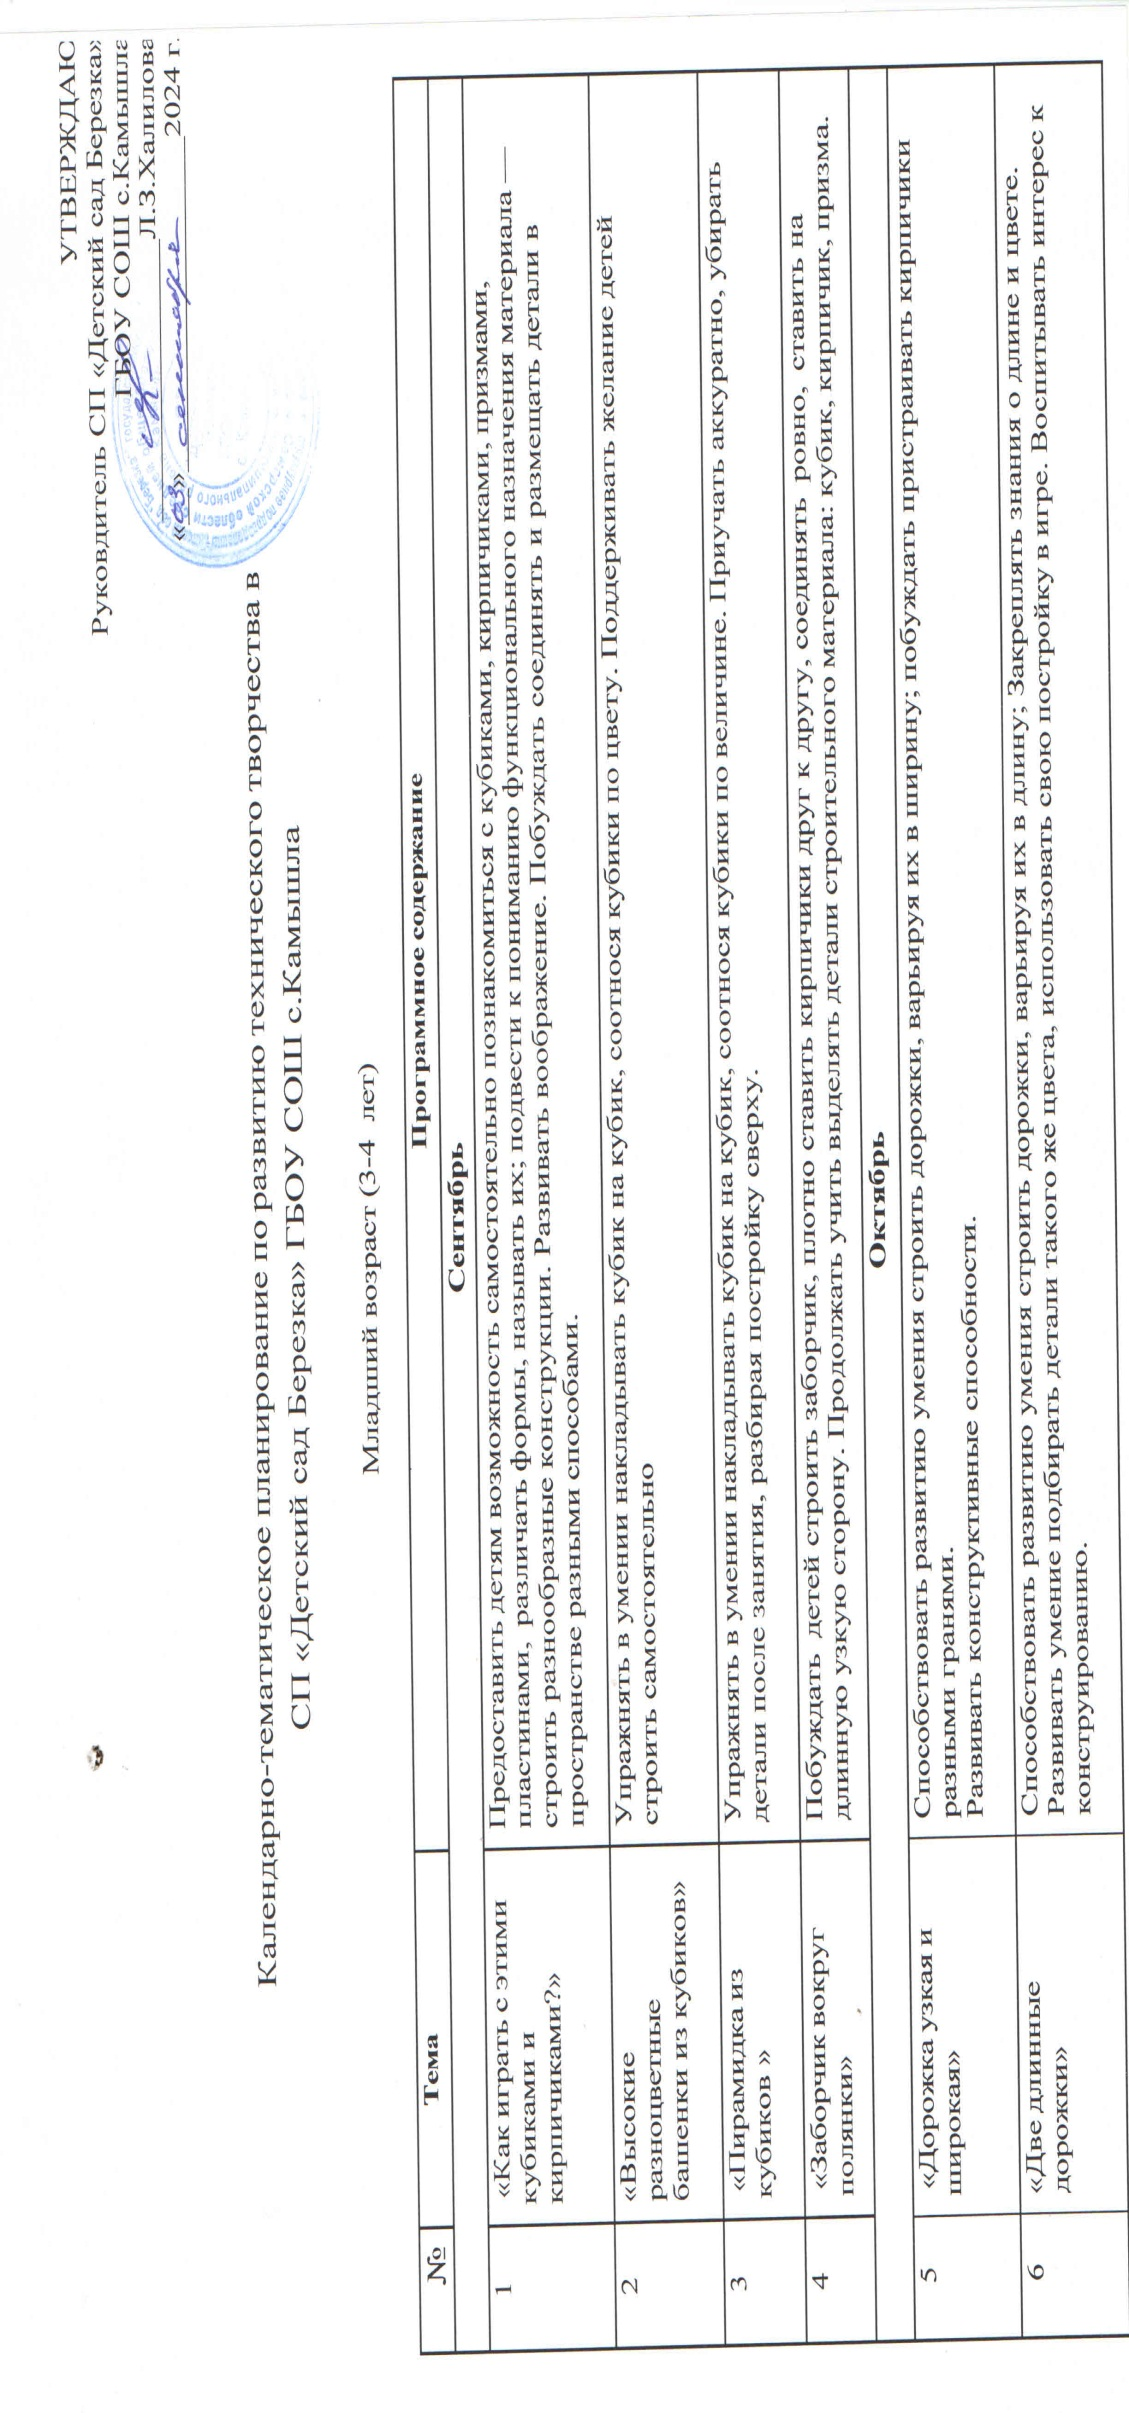 УТВЕРЖДАЮ
Руковдитель СП «Детский сад Березка»
ГБОУ СОШ с.Камышла
Л.З.Халилова
«03» сентября 2024 г.
Календарно-тематическое планирование по развитию технического творчества в
СП «Детский сад Березка» ГБОУ СОШ с.Камышла
Младший возраст (3-4 лет)
№ Тема Программное содержание
Сентябрь
1 «Как играть с этими
кубиками и
кирпичиками?»
Предоставить детям возможность самостоятельно познакомиться с кубиками, кирпичиками, призмами,
пластинами, различать формы, называть их; подвести к пониманию функционального назначения материала —
строить разнообразные конструкции. Развивать воображение. Побуждать соединять и размещать детали в
пространстве разными способами.
2 «Высокие
разноцветные
башенки из кубиков»
Упражнять в умении накладывать кубик на кубик, соотнося кубики по цвету. Поддерживать желание детей
строить самостоятельно
3 «Пирамидка из
кубиков »
Упражнять в умении накладывать кубик на кубик, соотнося кубики по величине. Приучать аккуратно, убирать
детали после занятия, разбирая постройку сверху.
4 «Заборчик вокруг
полянки»
Побуждать детей строить заборчик, плотно ставить кирпичики друг к другу, соединять ровно, ставить на
длинную узкую сторону. Продолжать учить выделять детали строительного материала: кубик, кирпичик, призма.
Октябрь
5 «Дорожка узкая и
широкая»
Способствовать развитию умения строить дорожки, варьируя их в ширину; побуждать пристраивать кирпичики
разными гранями.
Развивать конструктивные способности.
6 «Две длинные
дорожки»
Способствовать развитию умения строить дорожки, варьируя их в длину; Закреплять знания о длине и цвете.
Развивать умение подбирать детали такого же цвета, использовать свою постройку в игре. Воспитывать интерес к
конструированию.